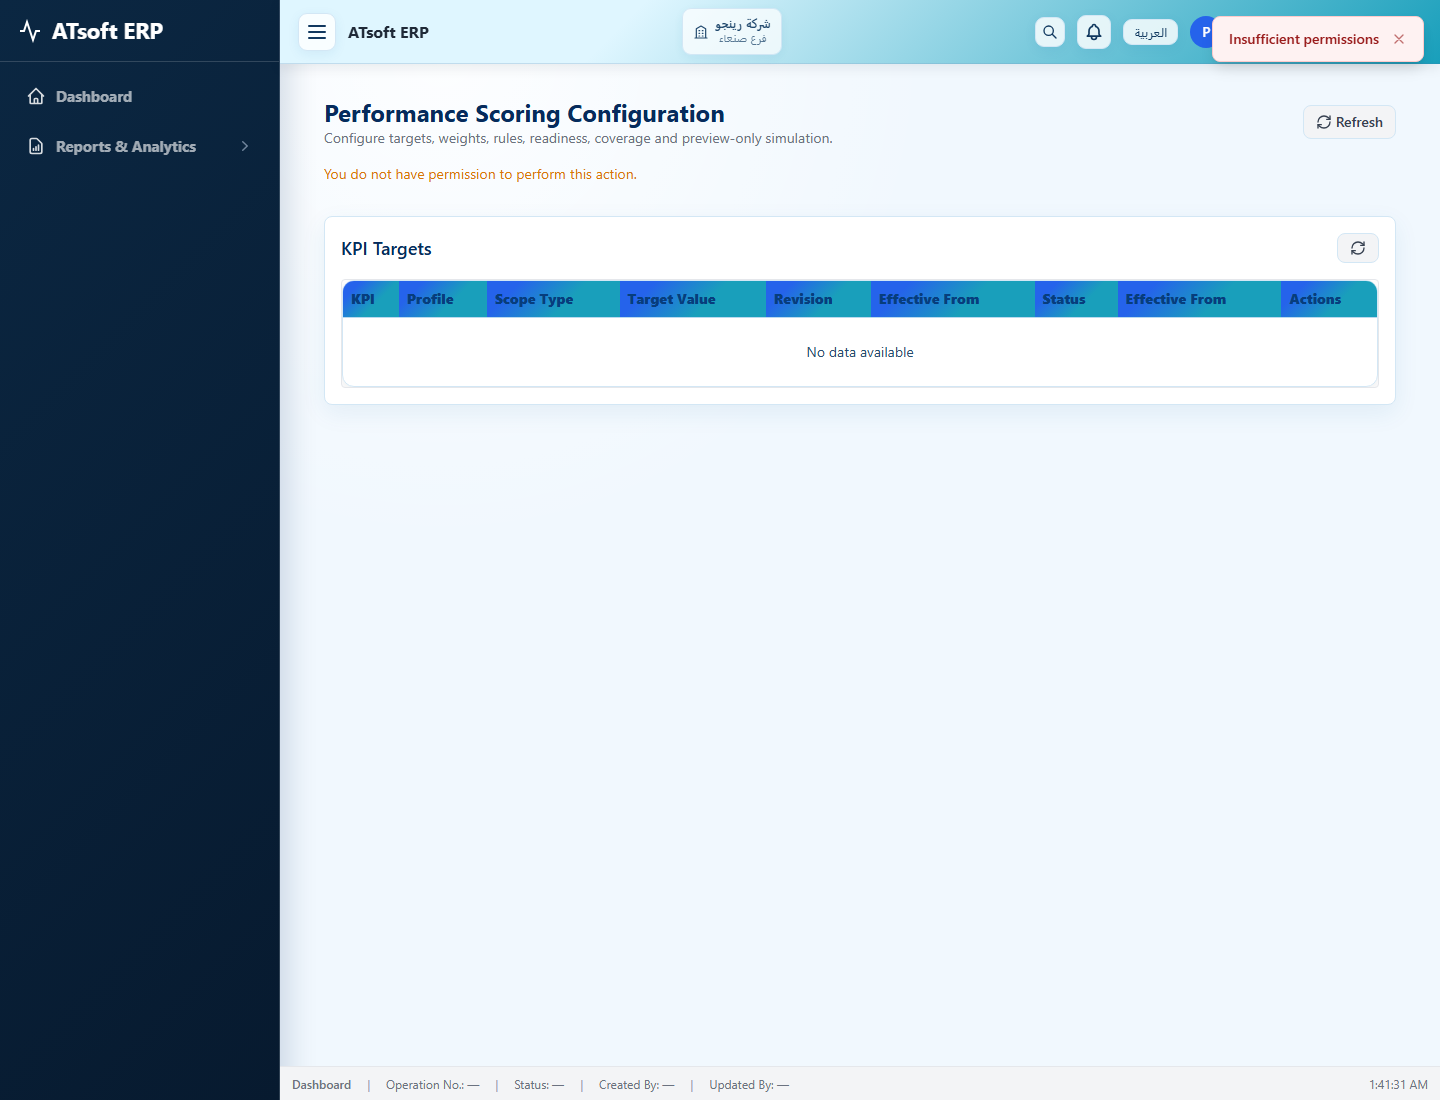 ATsoft ERP
Dashboard
Reports & Analytics
ATsoft ERP
شركة رينجو
فرع صنعاء
العربية
P
Insufficient permissions
Performance Scoring Configuration
Configure targets, weights, rules, readiness, coverage and preview-only simulation.
Refresh
You do not have permission to perform this action.
KPI Targets
KPI Profile Scope Type Target Value Revision Effective From Status Effective From Actions
No data available
Dashboard | Operation No.: — | Status: — | Created By: — | Updated By: — 1:41:31 AM